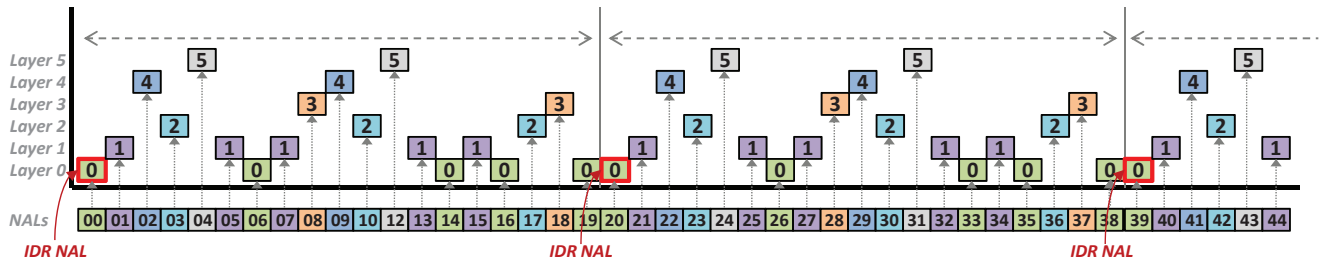 Layer 5 5 5 5 5 5
Layer 4 4 4 4 4 4
Layer 3 3 3 3 3
Layer 2 2 2 2 2 2 2 2
Layer 1 1 1 1 1 1 1 1 1 1 1 1 1
Layer 0 0 0 0 0 0 0 0 0 0 0 0
NALs 00 01 02 03 04 05 06 07 08 09 10 12 13 14 15 16 17 18 19 20 21 22 23 24 25 26 27 28 29 30 31 32 33 34 35 36 37 38 39 40 41 42 43 44
IDR NAL IDR NAL IDR NAL